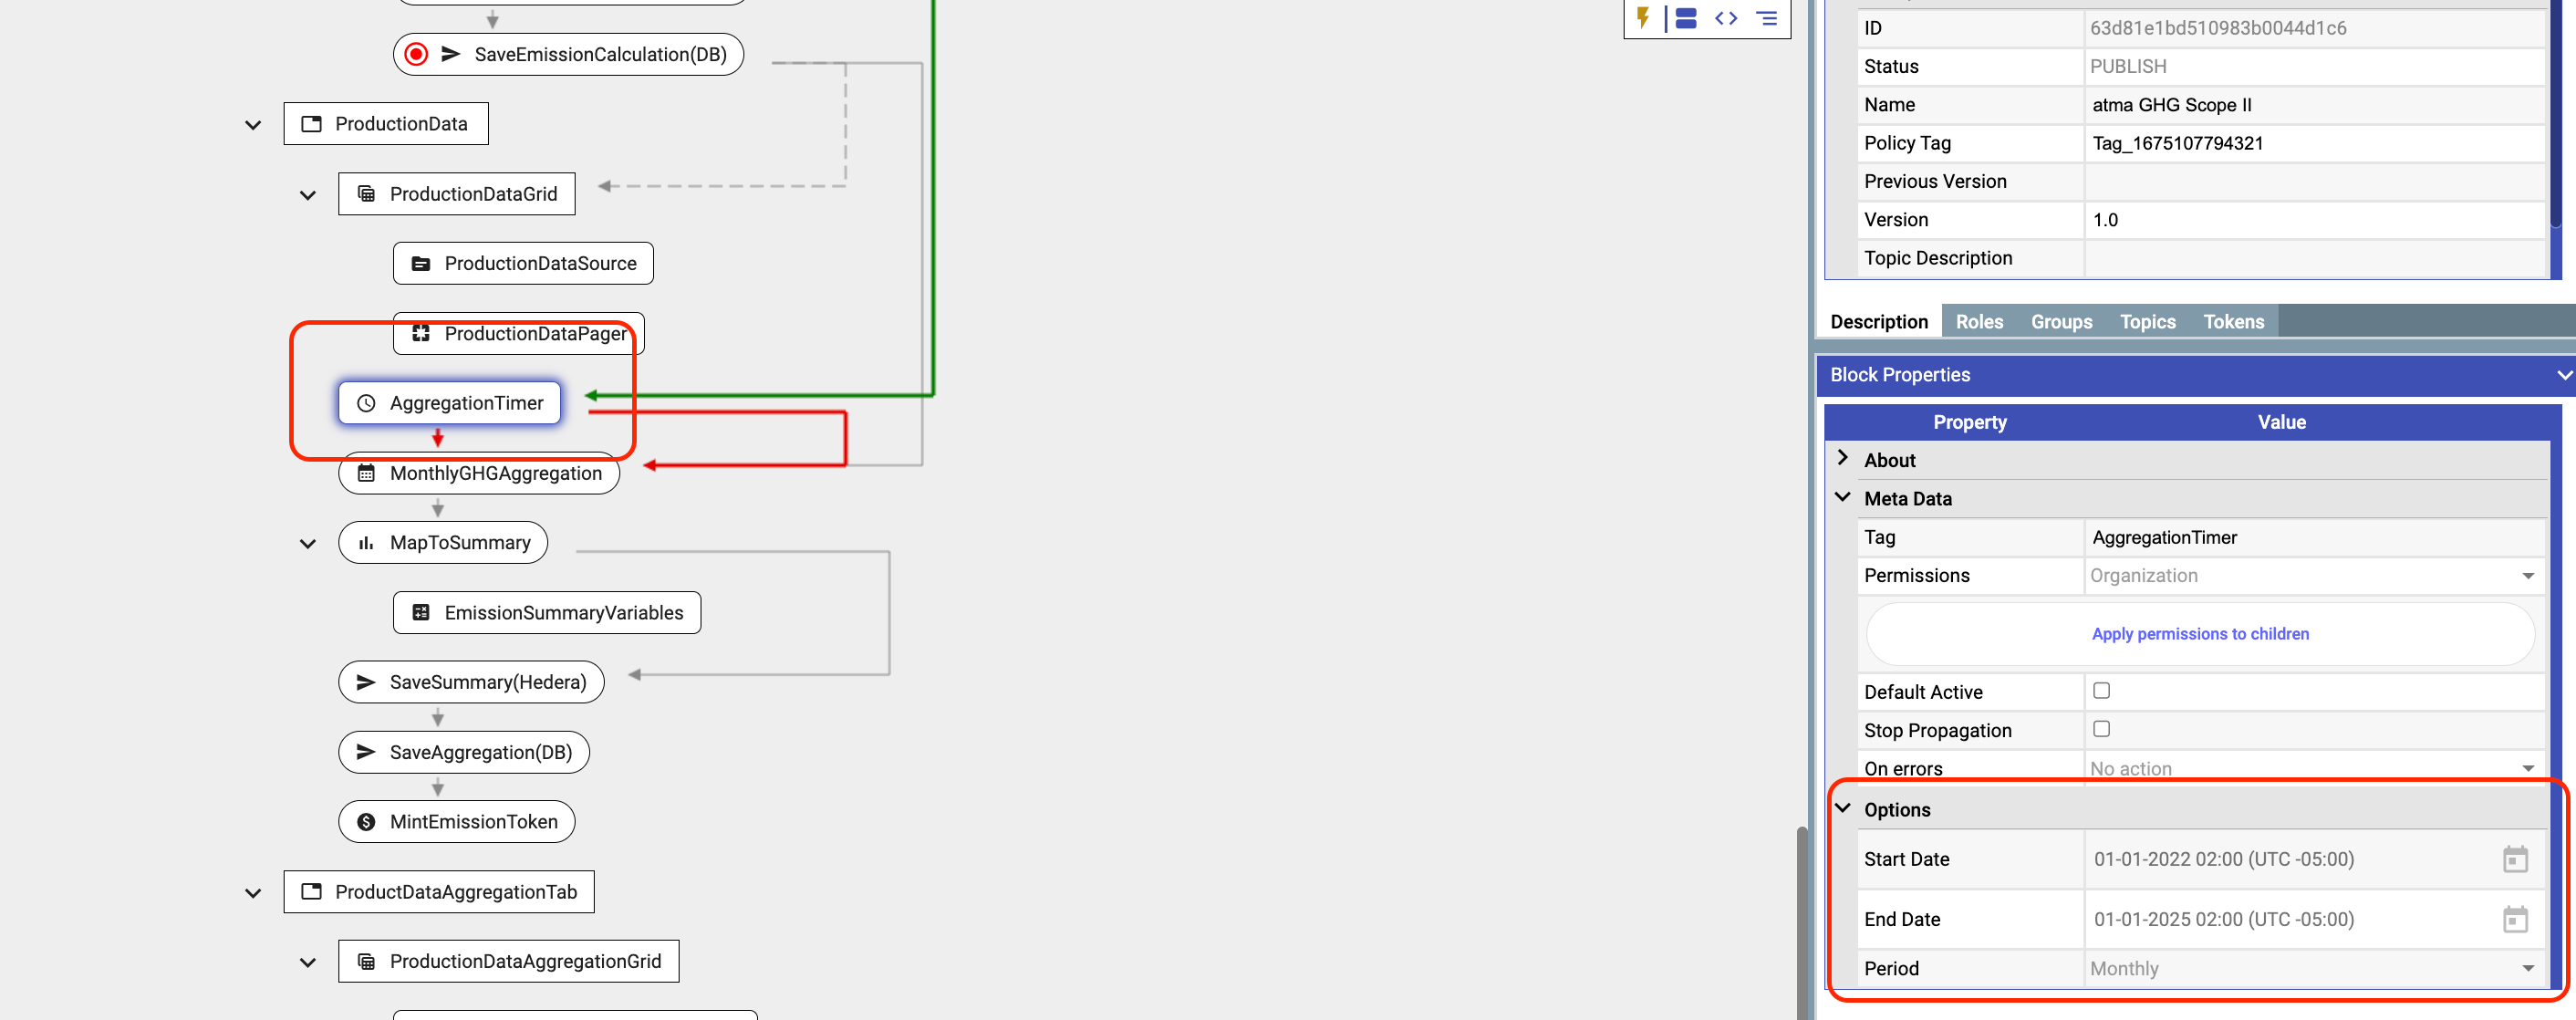 SaveEmissionCalculation(DB)
ProductionData
ProductionDataGrid
ProductionDataSource
ProductionDataPager
AggregationTimer
MonthlyGHGAggregation
MapToSummary
EmissionSummaryVariables
SaveSummary(Hedera)
SaveAggregation(DB)
MintEmissionToken
ProductDataAggregationTab
ProductionDataAggregationGrid
ID 63d81e1bd510983b0044d1c6
Status PUBLISH
Name atma GHG Scope II
Policy Tag Tag_1675107794321
Previous Version
Version 1.0
Topic Description
Description Roles Groups Topics Tokens
Block Properties
Property Value
About
Meta Data
Tag AggregationTimer
Permissions Organization
Apply permissions to children
Default Active
Stop Propagation
On errors No action
Options
Start Date 01-01-2022 02:00 (UTC -05:00)
End Date 01-01-2025 02:00 (UTC -05:00)
Period Monthly